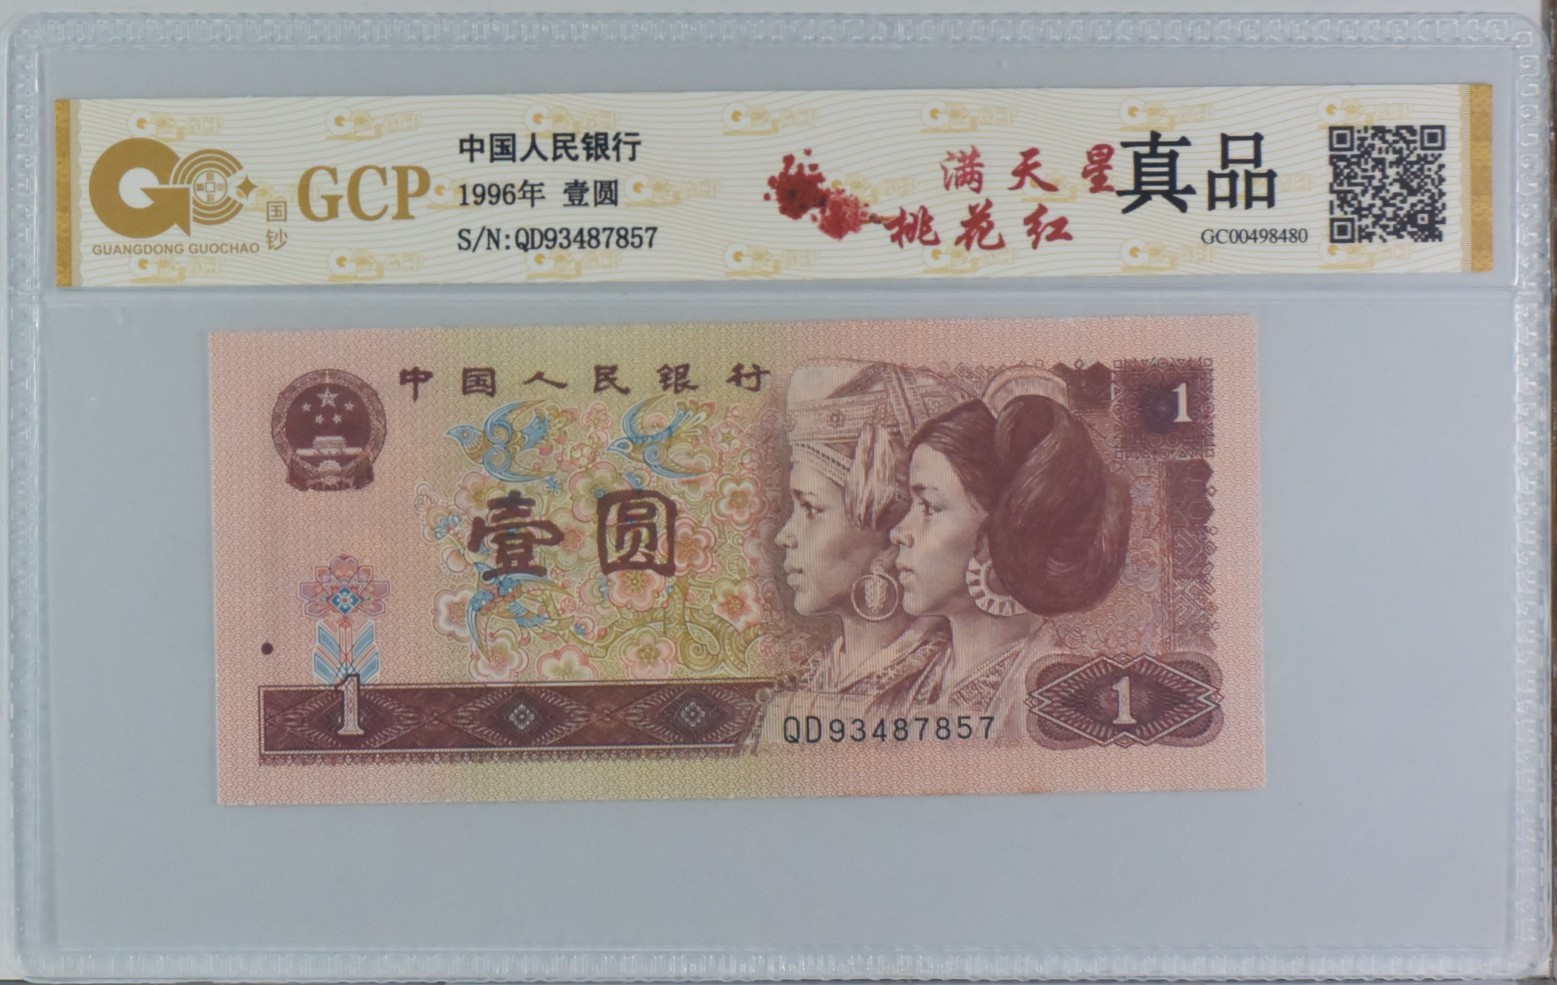 GUANGDONG GUOCHAO
国钞
GCP
中国人民银行
1996年 壹圆
S/N:QD93487857
满天星
桃花红
真品
GC00498480
中国人民银行
1
壹圆
1
QD93487857
1